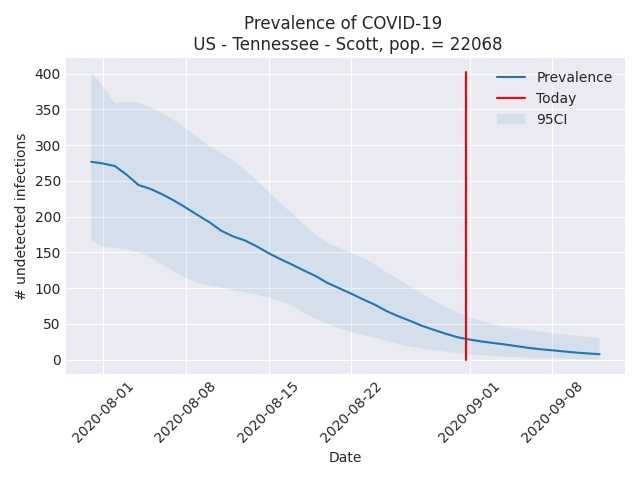 Prevalence of COVID-19
US - Tennessee - Scott, pop. = 22068
Prevalence
Today
95CI
# undetected infections
400
350
300
250
200
150
100
50
0
2020-08-01
2020-08-08
2020-08-15
2020-08-22
2020-09-01
2020-09-08
Date